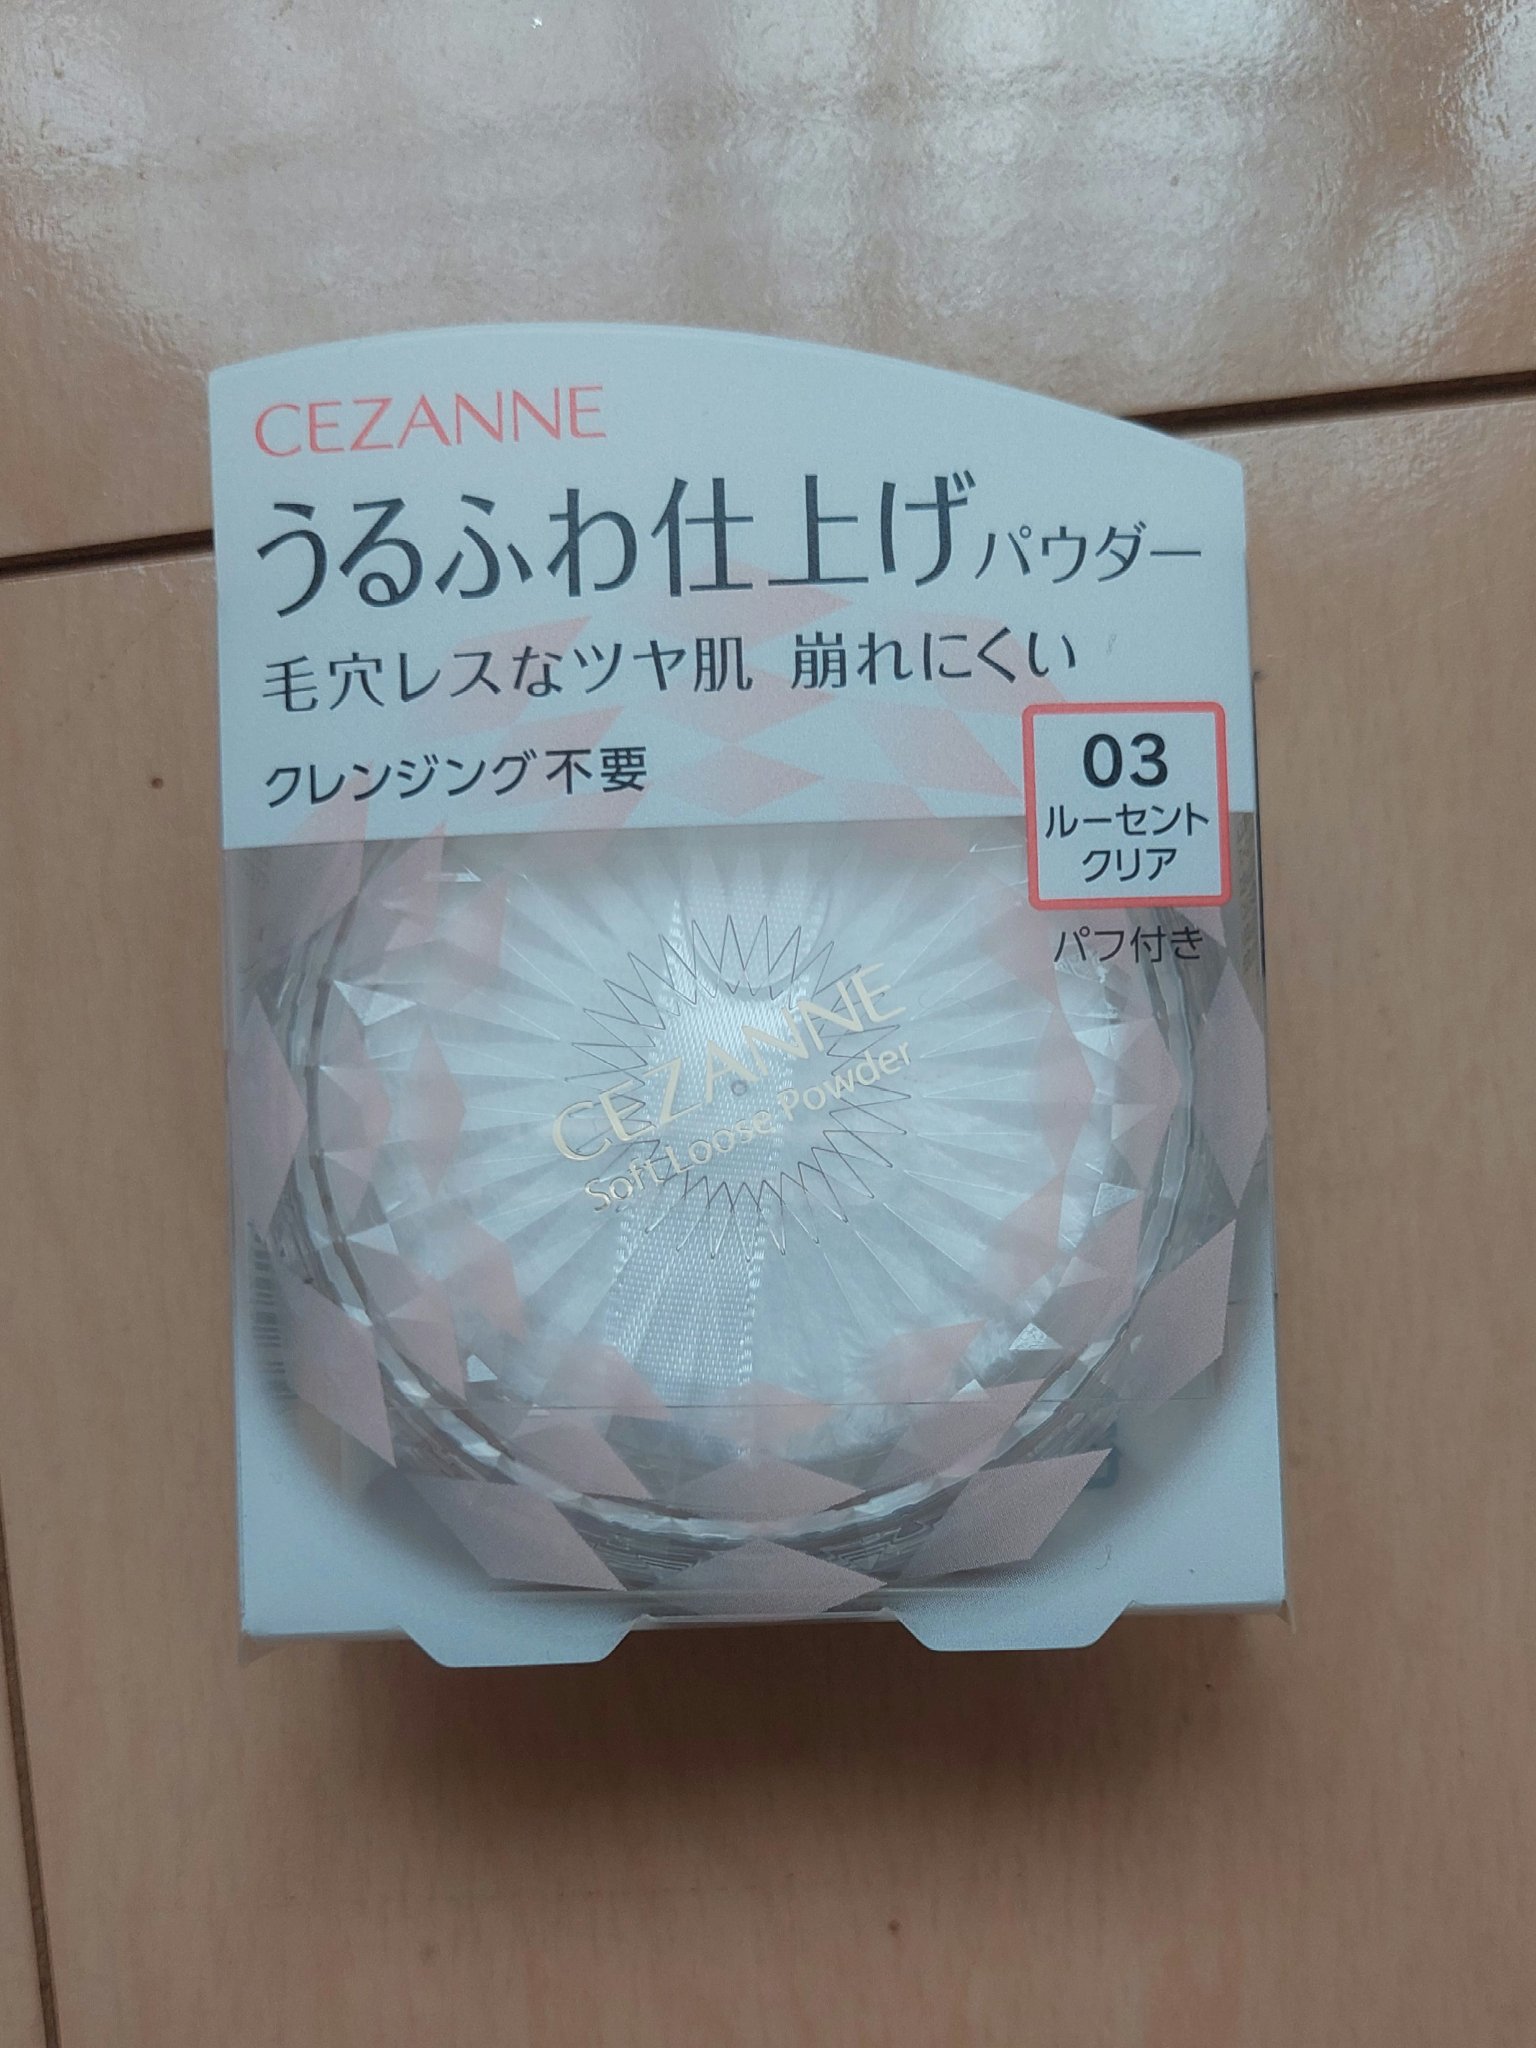 CEZANNE
うるふわ仕上げパウダー
毛穴レスなツヤ肌 崩れにくい
クレンジング不要
03
ルーセント
クリア
パフ付き
CEZANNE
Soft Loose Powder